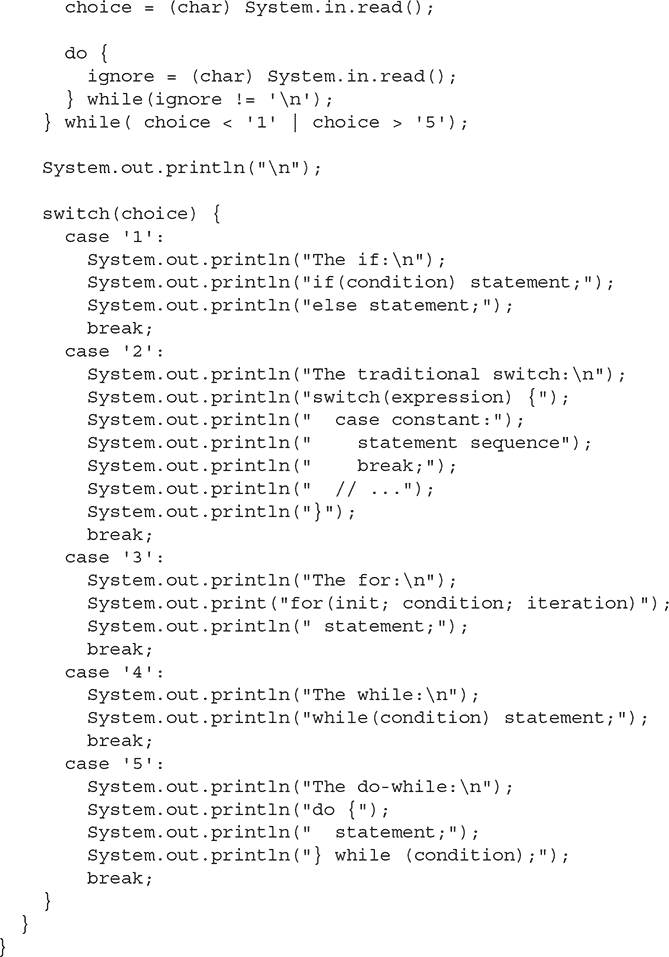 choice = (char) System.in.read();

      do {
        ignore = (char) System.in.read();
      } while(ignore != '\n');
    } while( choice < '1' | choice > '5');

    System.out.println("\n");

    switch(choice) {
      case '1':
        System.out.println("The if:\n");
        System.out.println("if(condition) statement;");
        System.out.println("else statement;");
        break;
      case '2':
        System.out.println("The traditional switch:\n");
        System.out.println("switch(expression) {");
        System.out.println("  case constant:");
        System.out.println("    statement sequence");
        System.out.println("    break;");
        System.out.println("  // ...");
        System.out.println("}");
        break;
      case '3':
        System.out.println("The for:\n");
        System.out.print("for(init; condition; iteration)");
        System.out.println(" statement;");
        break;
      case '4':
        System.out.println("The while:\n");
        System.out.println("while(condition) statement;");
        break;
      case '5':
        System.out.println("The do-while:\n");
        System.out.println("do {");
        System.out.println("  statement;");
        System.out.println("} while (condition);");
        break;
    }
  }
}